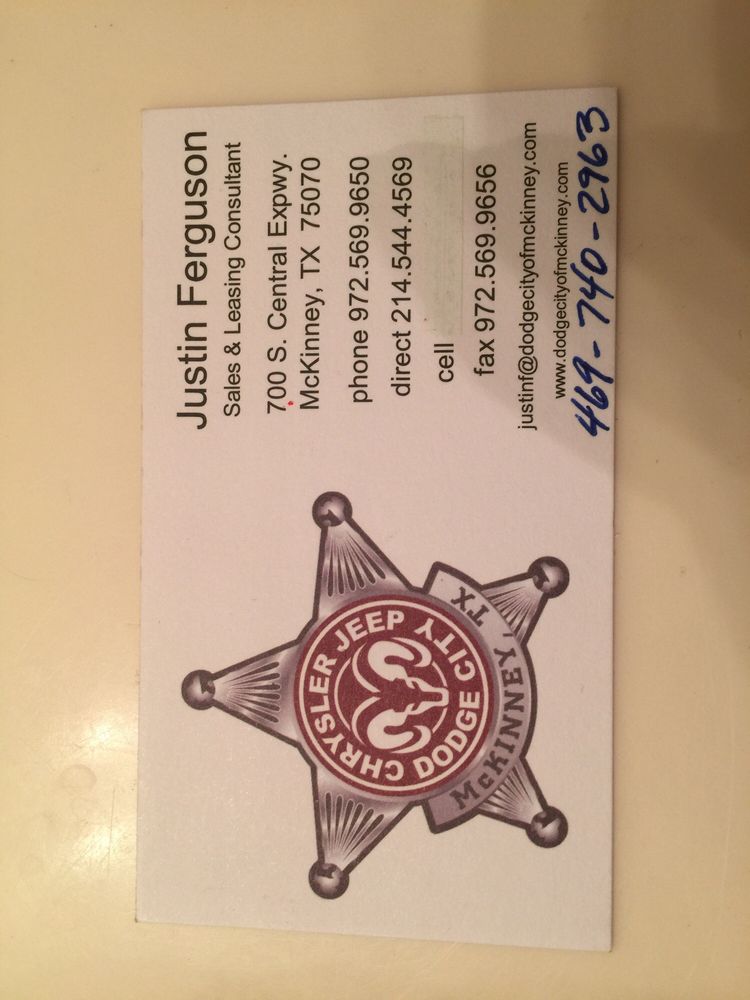 Justin Ferguson
Sales & Leasing Consultant
700 S. Central Expwy.
McKinney, TX 75070
phone 972.569.9650
direct 214.544.4569
cell
fax 972.569.9656
justinf@dodgecityofmckinney.com
www.dodgecityofmckinney.com
469-740-2963
CHRYSLER JEEP
DODGE CITY
McKINNEY, TX